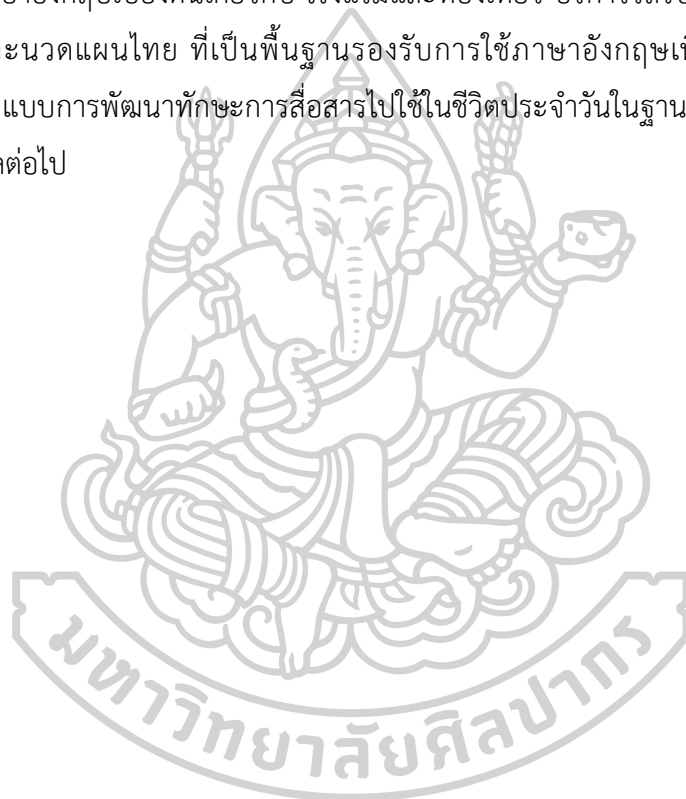 ะนวดแผนไทย ที่เป็นพื้นฐานรองรับการใช้ภาษาอังกฤษเ
แบบการพัฒนาทักษะการสื่อสารไปใช้ในชีวิตประจำวันในฐาน
ต่อไป
มหาวิทยาลัยศิลปากร